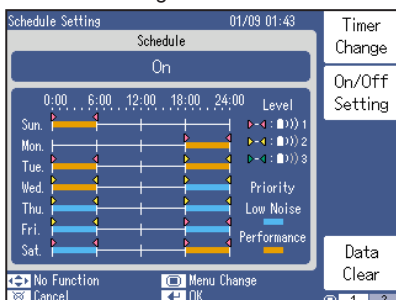 Schedule Setting 01/09 01:43
Schedule
On
Timer
Change
On/Off
Setting
0:00 6:00 12:00 18:00 24:00 Level
Sun. 1
Mon. 2
Tue. 3
Wed. Priority
Thu. Low Noise
Fri.
Performance
Sat.
Data
Clear
No Function Menu Change
Cancel OK
1 2